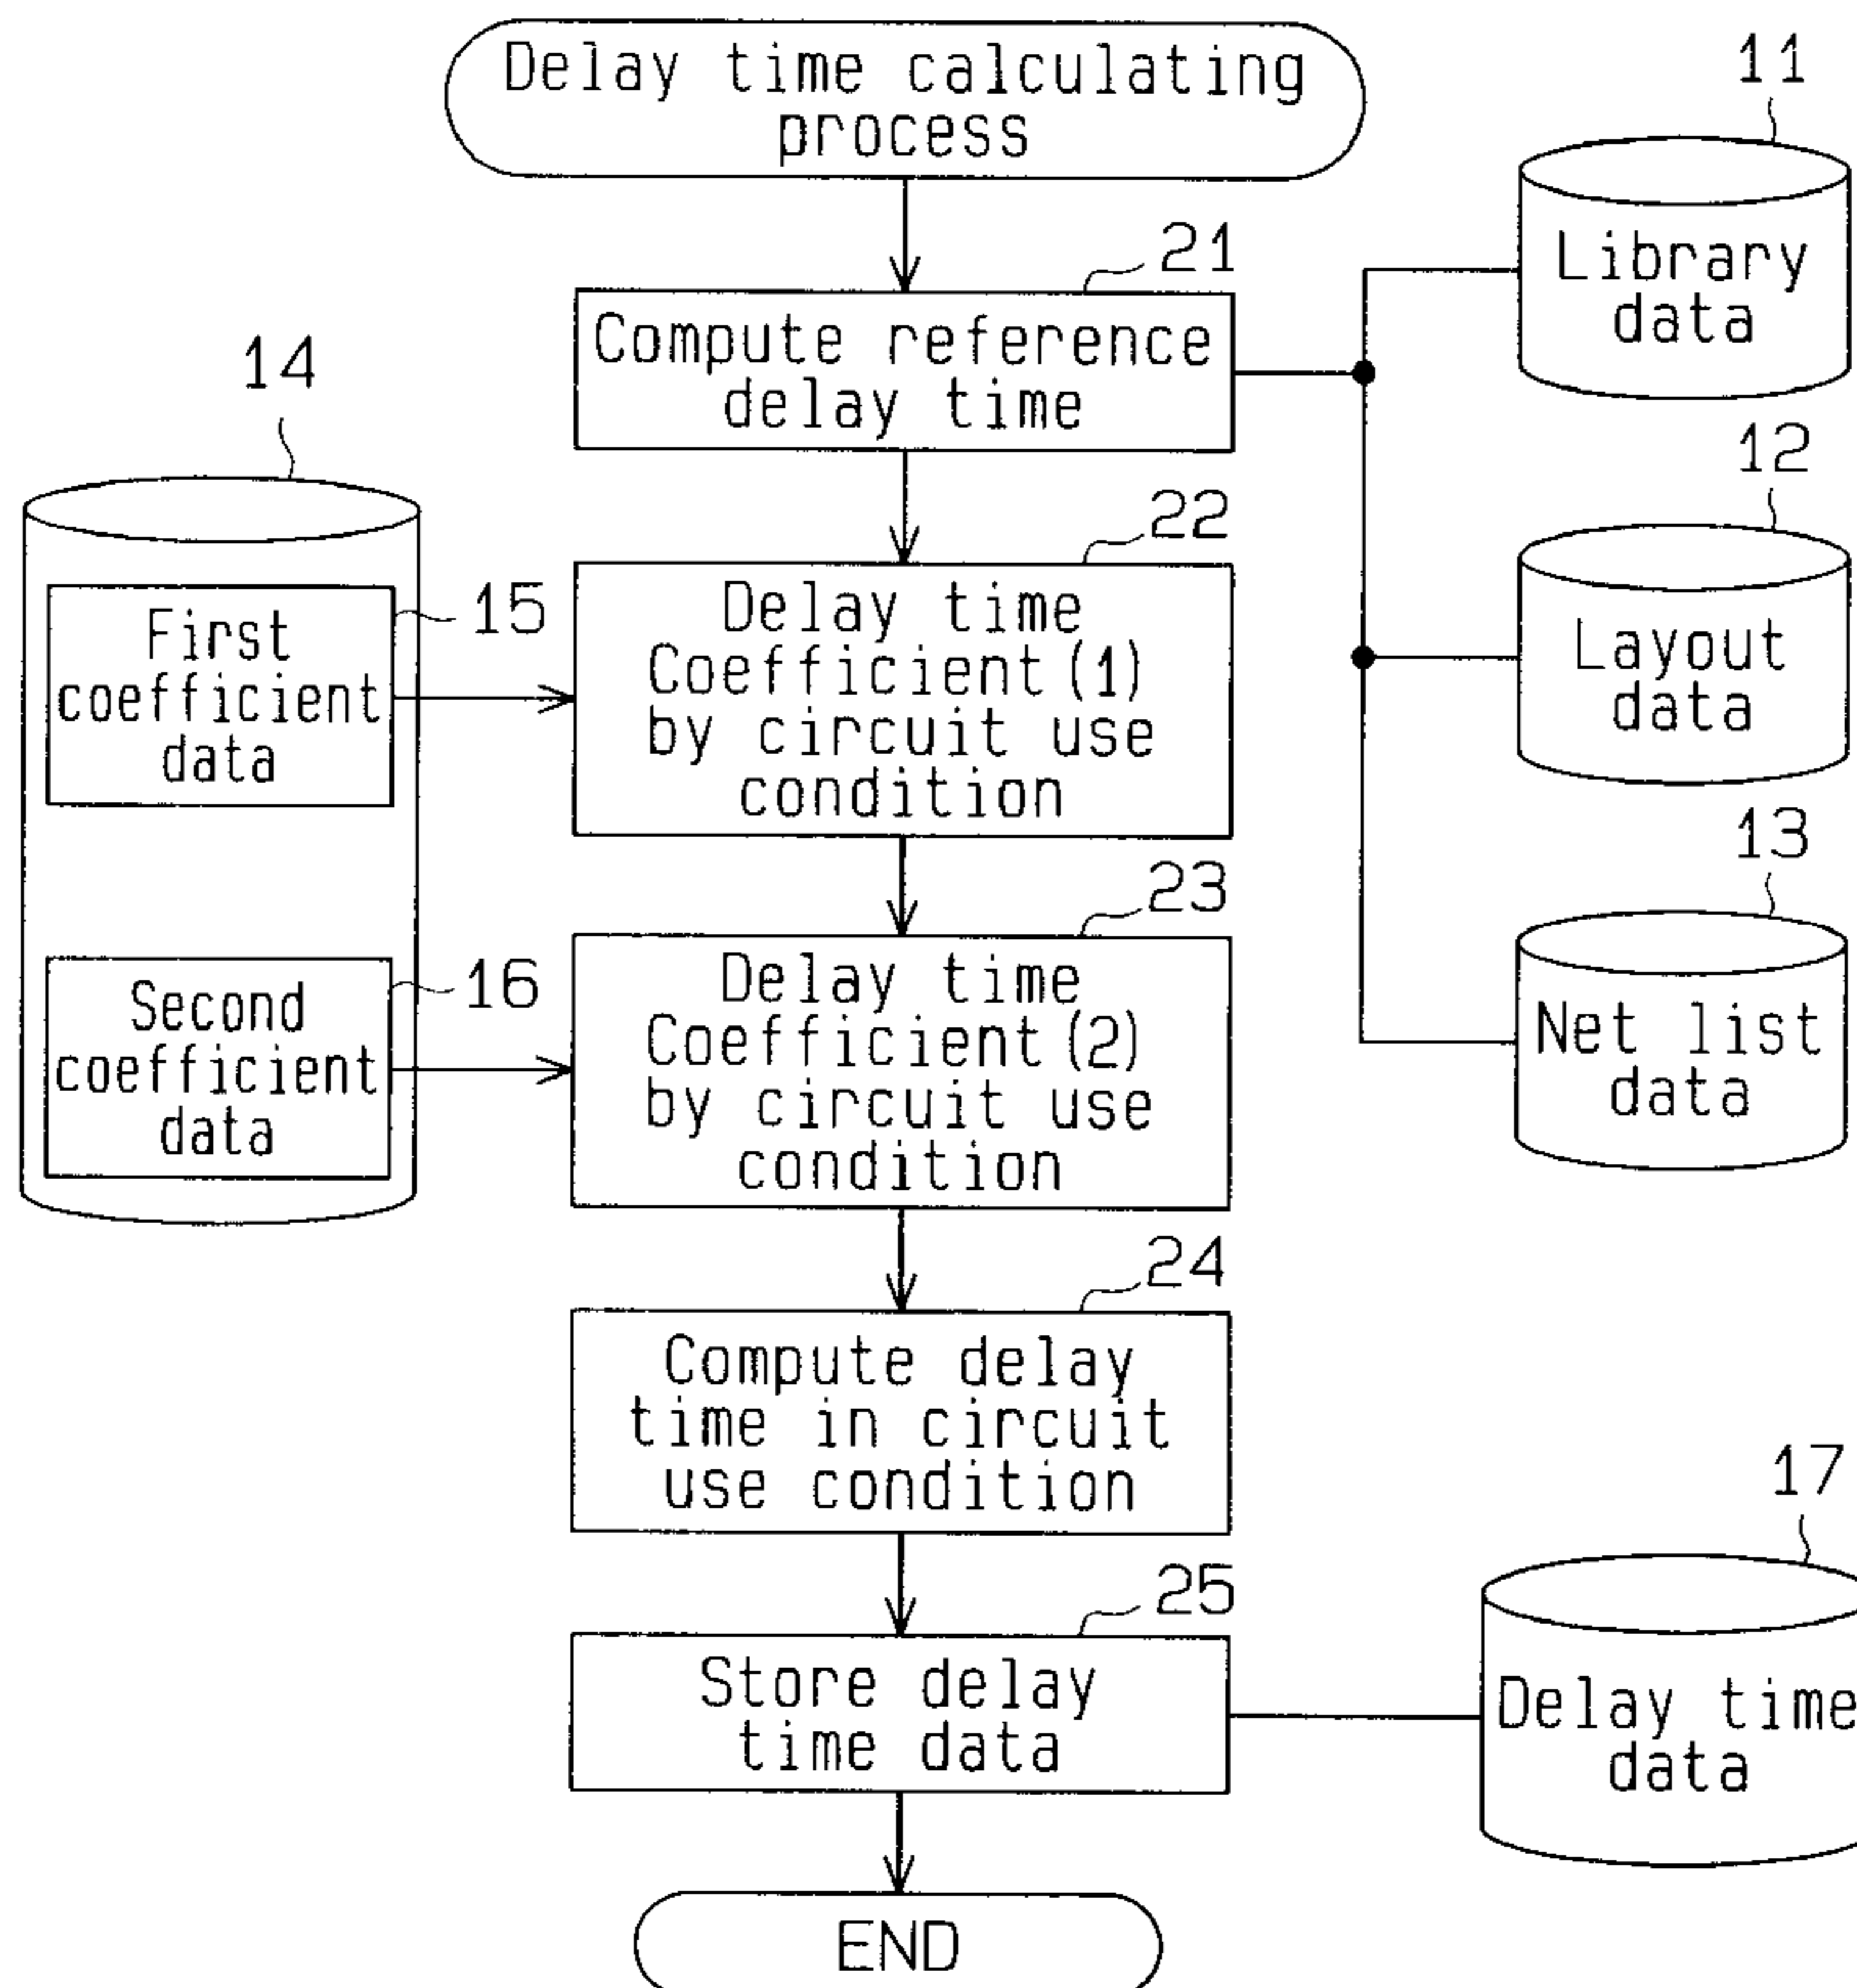 Delay time calculating
process
11
21
Library
data
Compute reference
delay time
14
12
22
Layout
data
15
First
coefficient
data
Delay time
Coefficient (1)
by circuit use
condition
13
23
Net list
data
16
Second
coefficient
data
Delay time
Coefficient (2)
by circuit use
condition
24
Compute delay
time in circuit
use condition
17
25
Store delay
time data
Delay time
data
END